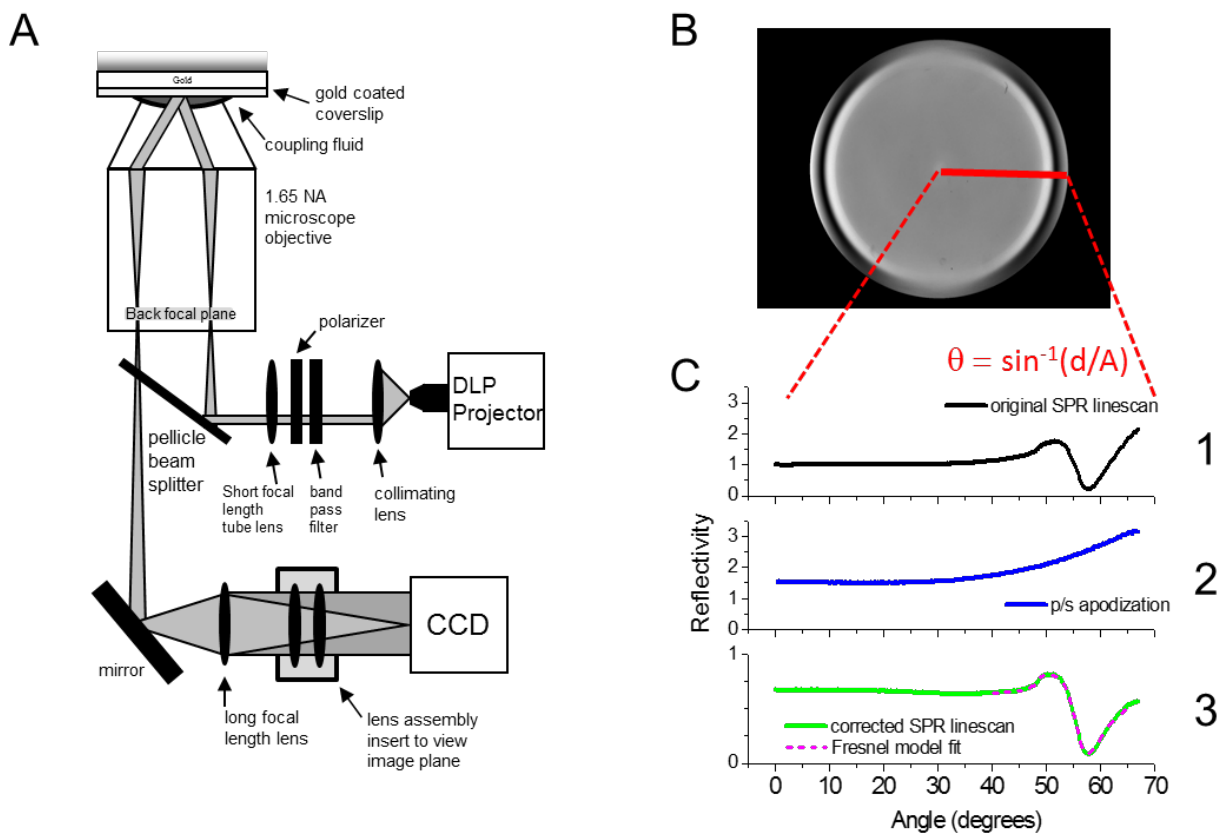 A
Gold
gold coated
coverslip
coupling fluid
1.65 NA
microscope
objective
Back focal plane
polarizer
DLP
Projector
pellicle
beam
splitter
Short focal
length
tube lens
band
pass
filter
collimating
lens
CCD
mirror
long focal
length lens
lens assembly
insert to view
image plane
B
θ = sin⁻¹(d/A)
C
3
2
1
0
original SPR linescan
1
3
2
1
0
p/s apodization
2
Reflectivity
1
0
corrected SPR linescan
Fresnel model fit
3
0 10 20 30 40 50 60 70
Angle (degrees)